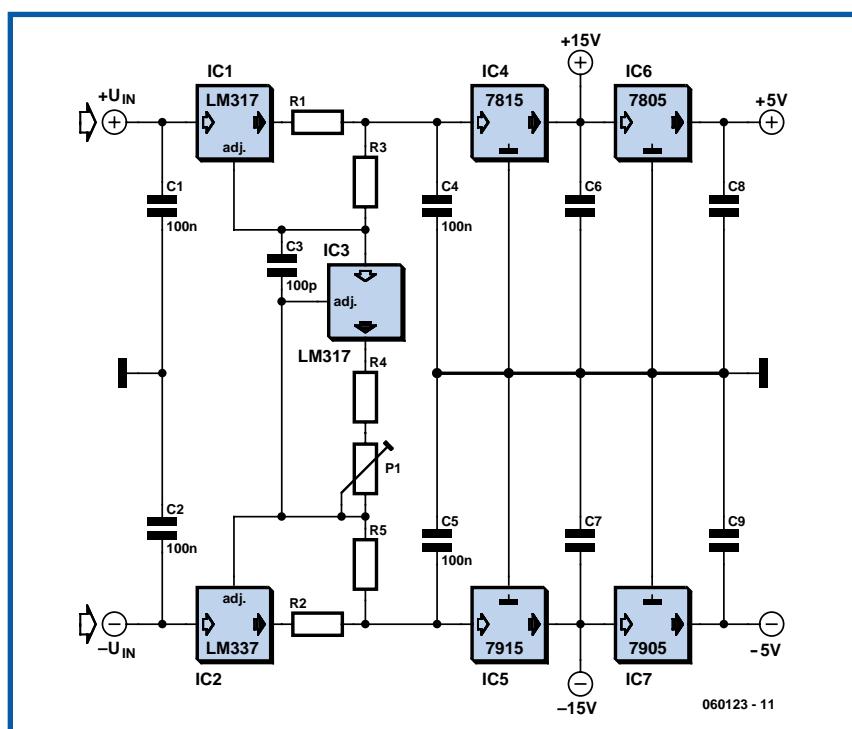 +15V
IC1
IC4
IC6
+UIN
LM317
R1
7815
7805
+5V
adj.
R3
C1
100n
C4
100n
C6
C8
C3
100p
IC3
adj.
LM317
R4
P1
C2
100n
R5
C5
100n
C7
C9
adj.
R2
–UIN
LM337
7915
7905
–5V
IC2
IC5
IC7
–15V
060123 - 11